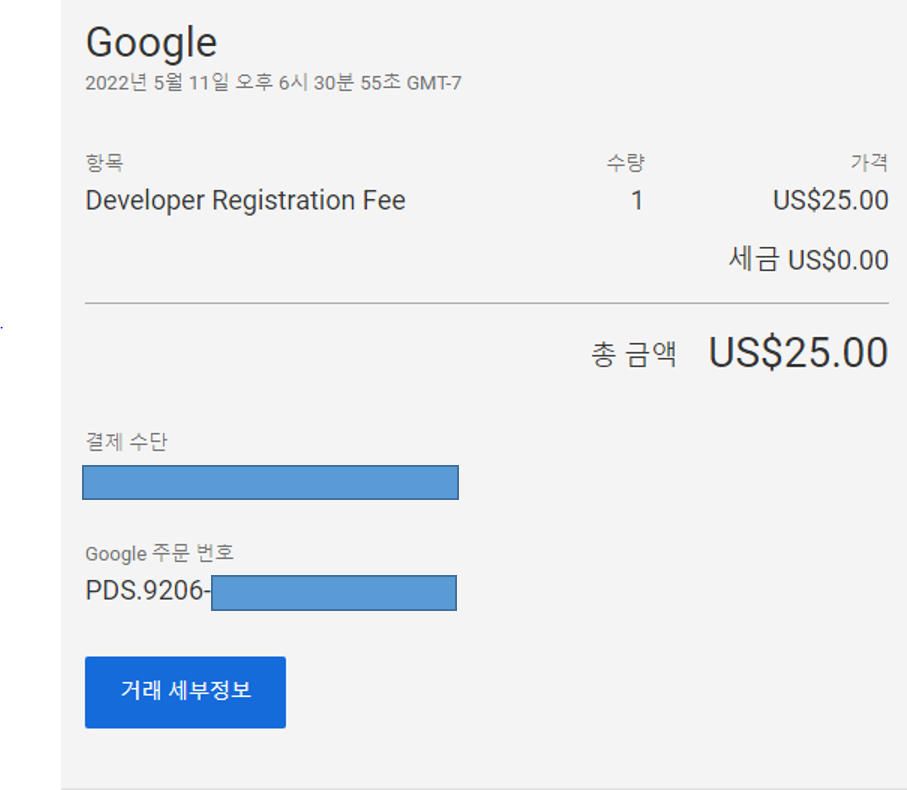 Google
2022년 5월 11일 오후 6시 30분 55초 GMT-7
항목 수량 가격
Developer Registration Fee 1 US$25.00
세금 US$0.00
총 금액 US$25.00
결제 수단
Google 주문 번호
PDS.9206-
거래 세부정보